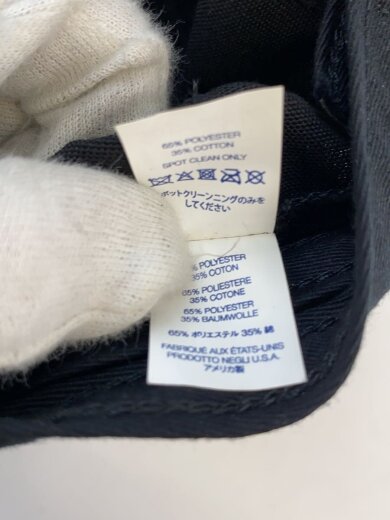 65% POLYESTER
35% COTTON
SPOT CLEAN ONLY
ポットクリーニングのみを
してください
% POLYESTER
35% COTON
65% POLIESTERE
35% COTONE
65% POLYESTER
35% BAUMWOLLE
65% ポリエステル 35% 綿
FABRIQUÉ AUX ÉTATS-UNIS
PRODOTTO NEGLI U.S.A.
アメリカ製